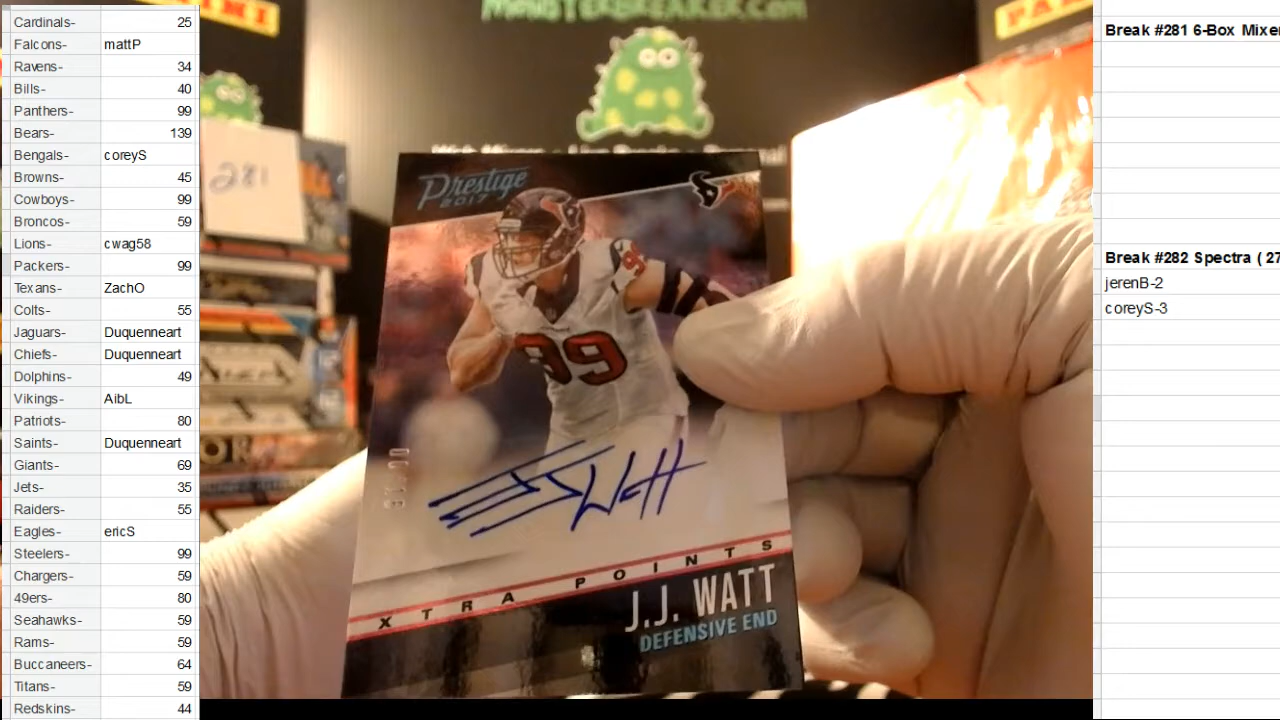 Cardinals- 25
Falcons- mattP
Ravens- 34
Bills- 40
Panthers- 99
Bears- 139
Bengals- coreyS
Browns- 45
Cowboys- 99
Broncos- 59
Lions- cwag58
Packers- 99
Texans- ZachO
Colts- 55
Jaguars- Duquenneart
Chiefs- Duquenneart
Dolphins- 49
Vikings- AibL
Patriots- 80
Saints- Duquenneart
Giants- 69
Jets- 35
Raiders- 55
Eagles- ericS
Steelers- 99
Chargers- 59
49ers- 80
Seahawks- 59
Rams- 59
Buccaneers- 64
Titans- 59
Redskins- 44
281
Prestige
2017
99
JJ Watt
XTRA POINTS
J.J. WATT
DEFENSIVE END
Break #281 6-Box Mixer
Break #282 Spectra ( 27
jerenB-2
coreyS-3